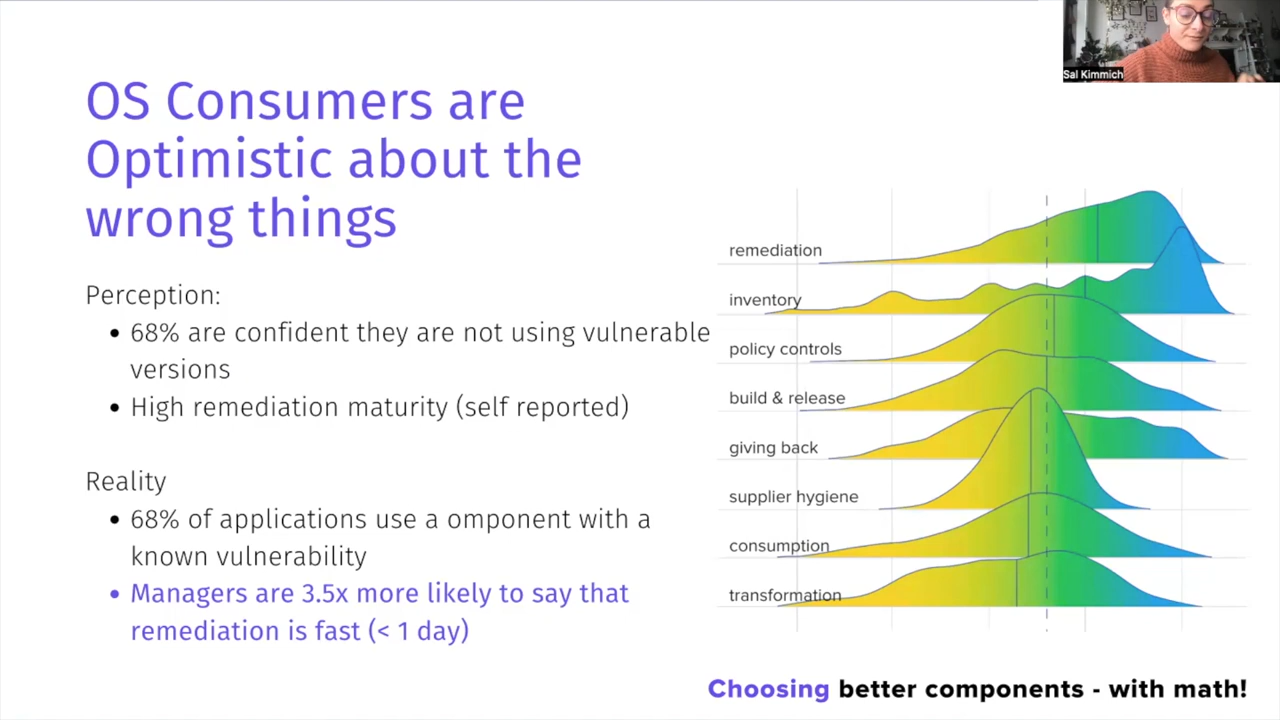 Sal Kimmich
OS Consumers are
Optimistic about the
wrong things
Perception:
• 68% are confident they are not using vulnerable
versions
• High remediation maturity (self reported)
Reality
• 68% of applications use a omponent with a
known vulnerability
• Managers are 3.5x more likely to say that
remediation is fast (< 1 day)
remediation
inventory
policy controls
build & release
giving back
supplier hygiene
consumption
transformation
Choosing better components - with math!